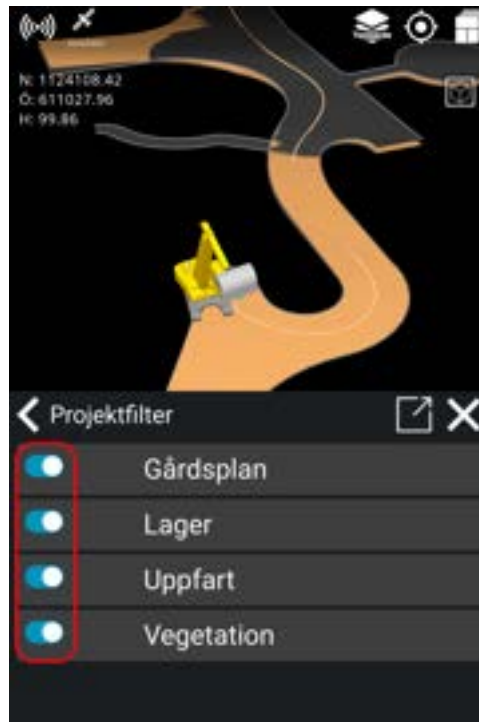 N: 1124108.42
Ö: 611027.96
H: 99.86
Projektfilter
Gårdsplan
Lager
Uppfart
Vegetation